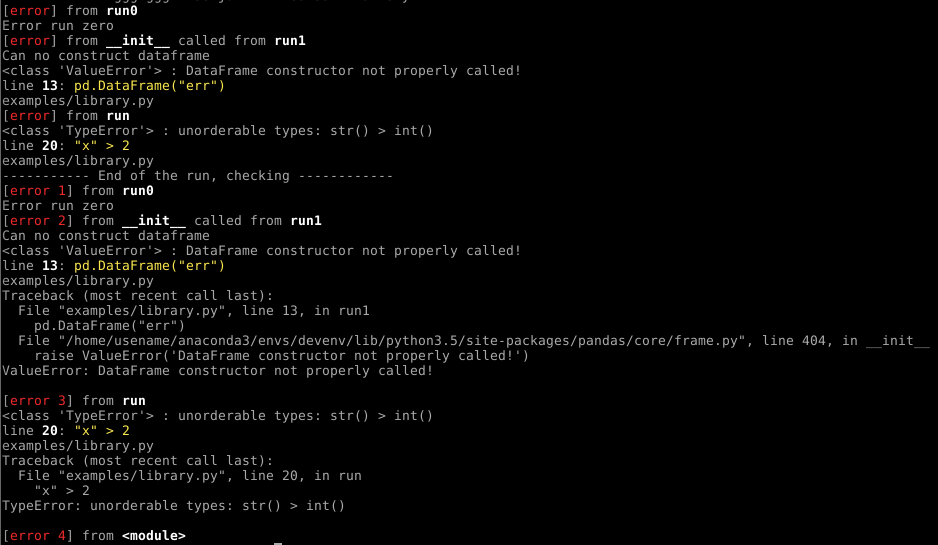 [error] from run0
Error run zero
[error] from __init__ called from run1
Can no construct dataframe
<class 'ValueError'> : DataFrame constructor not properly called!
line 13: pd.DataFrame("err")
examples/library.py
[error] from run
<class 'TypeError'> : unorderable types: str() > int()
line 20: "x" > 2
examples/library.py
----------- End of the run, checking ------------
[error 1] from run0
Error run zero
[error 2] from __init__ called from run1
Can no construct dataframe
<class 'ValueError'> : DataFrame constructor not properly called!
line 13: pd.DataFrame("err")
examples/library.py
Traceback (most recent call last):
  File "examples/library.py", line 13, in run1
    pd.DataFrame("err")
  File "/home/usename/anaconda3/envs/devenv/lib/python3.5/site-packages/pandas/core/frame.py", line 404, in __init__
    raise ValueError('DataFrame constructor not properly called!')
ValueError: DataFrame constructor not properly called!
[error 3] from run
<class 'TypeError'> : unorderable types: str() > int()
line 20: "x" > 2
examples/library.py
Traceback (most recent call last):
  File "examples/library.py", line 20, in run
    "x" > 2
TypeError: unorderable types: str() > int()
[error 4] from <module>